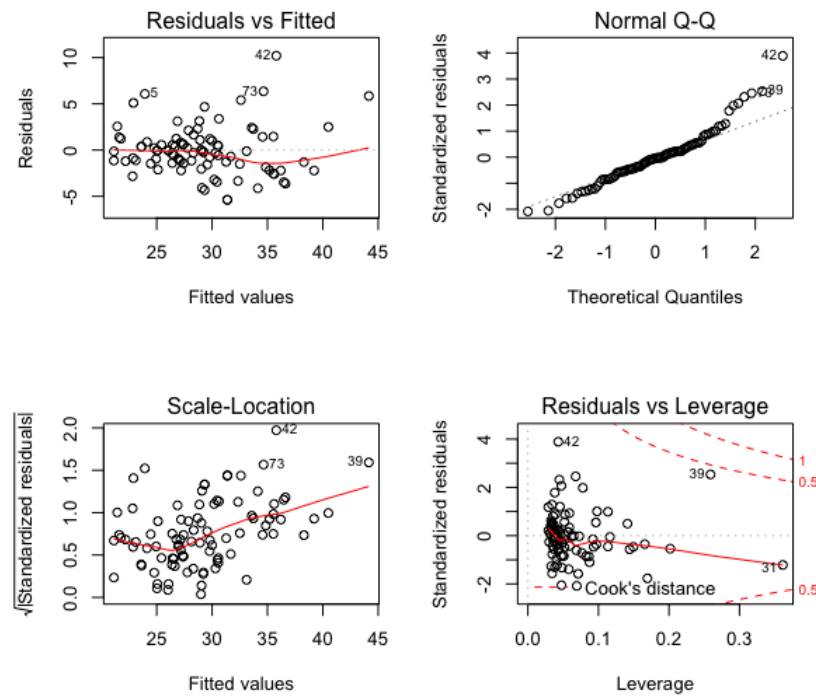 Residuals vs Fitted
Residuals
10
5
0
-5
42
73
5
25 30 35 40 45
Fitted values
Normal Q-Q
Standardized residuals
4
3
2
1
0
-2
42
39
-2 -1 0 1 2
Theoretical Quantiles
Scale-Location
√|Standardized residuals|
2.0
1.5
1.0
0.5
0.0
42
73
39
25 30 35 40 45
Fitted values
Residuals vs Leverage
Standardized residuals
4
2
0
-2
42
39
31
1
0.5
0.5
Cook's distance
0.0 0.1 0.2 0.3
Leverage